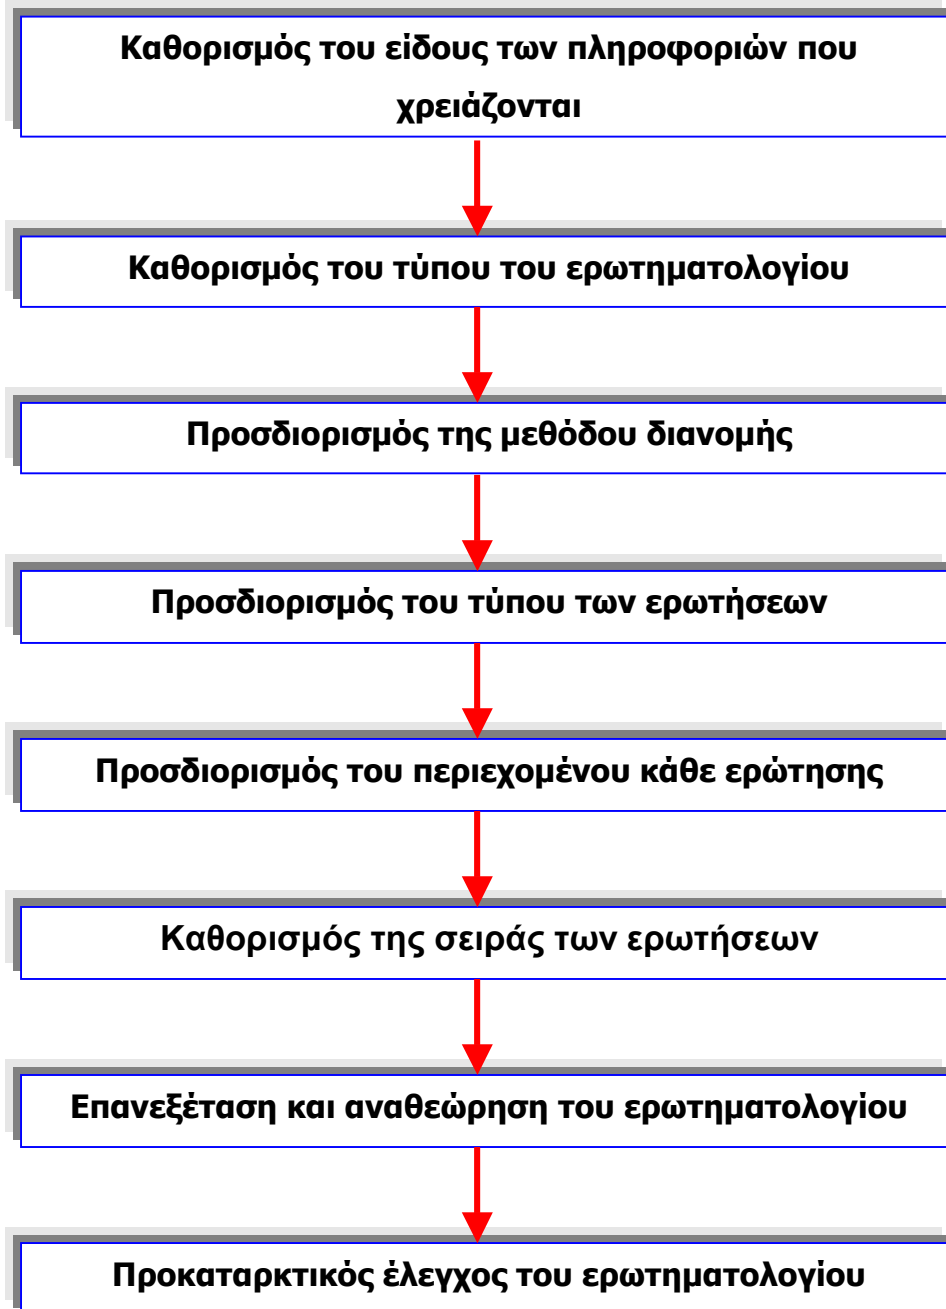 Καθορισμός του είδους των πληροφοριών που
χρειάζονται
Καθορισμός του τύπου του ερωτηματολογίου
Προσδιορισμός της μεθόδου διανομής
Προσδιορισμός του τύπου των ερωτήσεων
Προσδιορισμός του περιεχομένου κάθε ερώτησης
Καθορισμός της σειράς των ερωτήσεων
Επανεξέταση και αναθεώρηση του ερωτηματολογίου
Προκαταρκτικός έλεγχος του ερωτηματολογίου